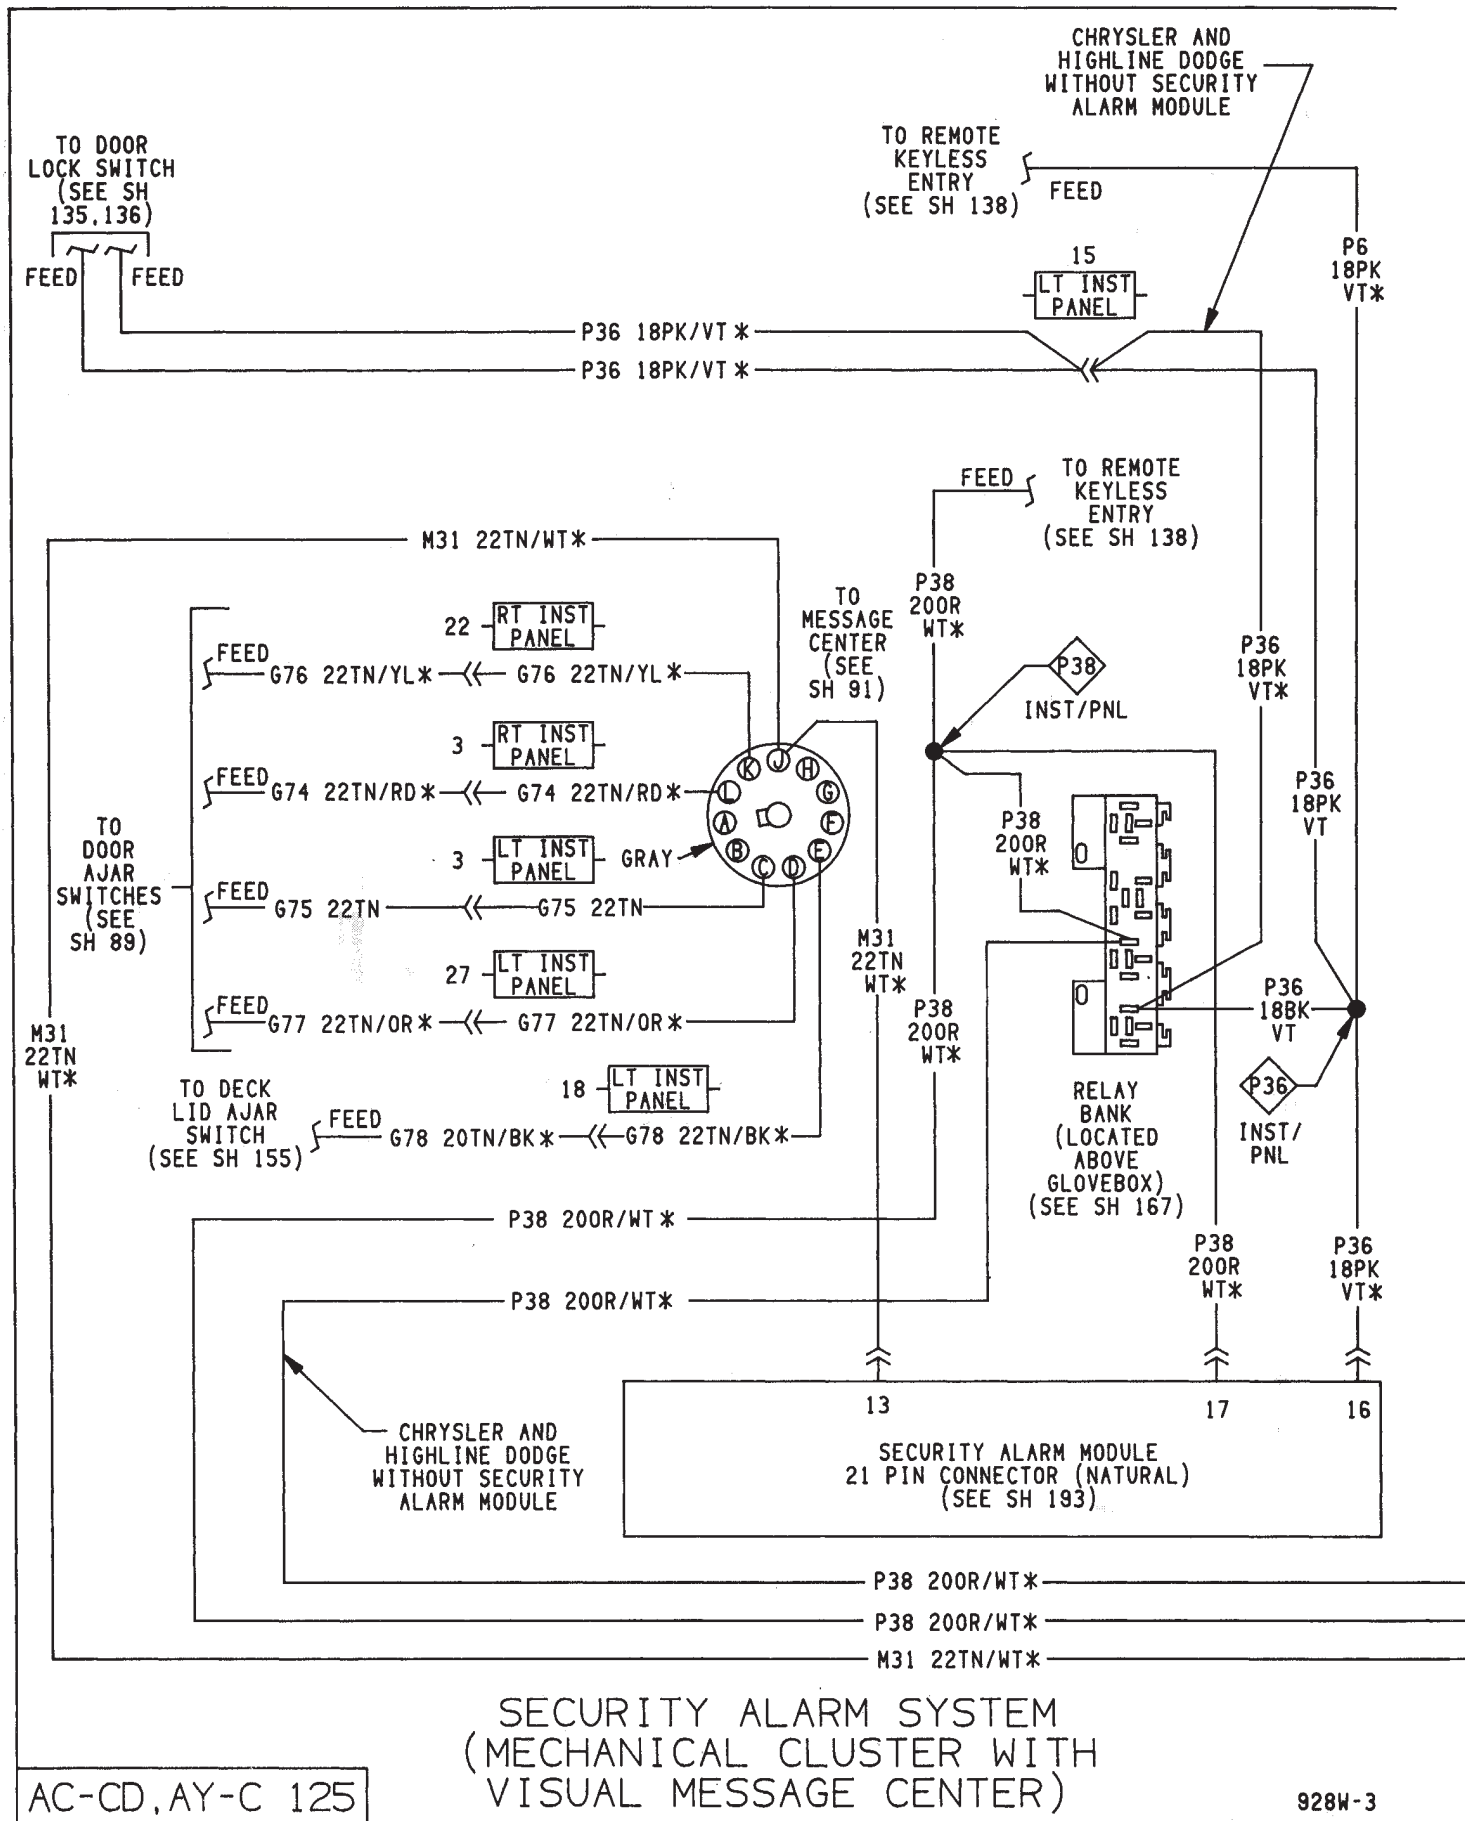 CHRYSLER AND
HIGHLINE DODGE
WITHOUT SECURITY
ALARM MODULE
TO DOOR
LOCK SWITCH
(SEE SH
135,136)
FEED
FEED
TO REMOTE
KEYLESS
ENTRY
(SEE SH 138)
FEED
P6
18PK
VT*
15
LT INST
PANEL
P36 18PK/VT*
P36 18PK/VT*
FEED
TO REMOTE
KEYLESS
ENTRY
(SEE SH 138)
M31 22TN/WT*
P38
20OR
WT*
TO
MESSAGE
CENTER
(SEE
SH 91)
22
RT INST
PANEL
FEED
G76 22TN/YL*
G76 22TN/YL*
P38
INST/PNL
P36
18PK
VT*
3
RT INST
PANEL
FEED
G74 22TN/RD*
G74 22TN/RD*
J
H
G
F
E
D
C
B
A
L
K
P36
18PK
VT
P38
20OR
WT*
O
TO
DOOR
AJAR
SWITCHES
(SEE
SH 89)
3
LT INST
PANEL
GRAY
FEED
G75 22TN
G75 22TN
M31
22TN
WT*
27
LT INST
PANEL
FEED
G77 22TN/OR*
G77 22TN/OR*
P38
20OR
WT*
O
P36
18BK
VT
M31
22TN
WT*
P36
INST/
PNL
RELAY
BANK
(LOCATED
ABOVE
GLOVEBOX)
(SEE SH 167)
TO DECK
LID AJAR
SWITCH
(SEE SH 155)
18
LT INST
PANEL
FEED
G78 20TN/BK*
G78 22TN/BK*
P38 20OR/WT*
P38
20OR
WT*
P36
18PK
VT*
P38 20OR/WT*
13
17
16
CHRYSLER AND
HIGHLINE DODGE
WITHOUT SECURITY
ALARM MODULE
SECURITY ALARM MODULE
21 PIN CONNECTOR (NATURAL)
(SEE SH 193)
P38 20OR/WT*
P38 20OR/WT*
M31 22TN/WT*
SECURITY ALARM SYSTEM
(MECHANICAL CLUSTER WITH
VISUAL MESSAGE CENTER)
AC-CD,AY-C 125
928W-3